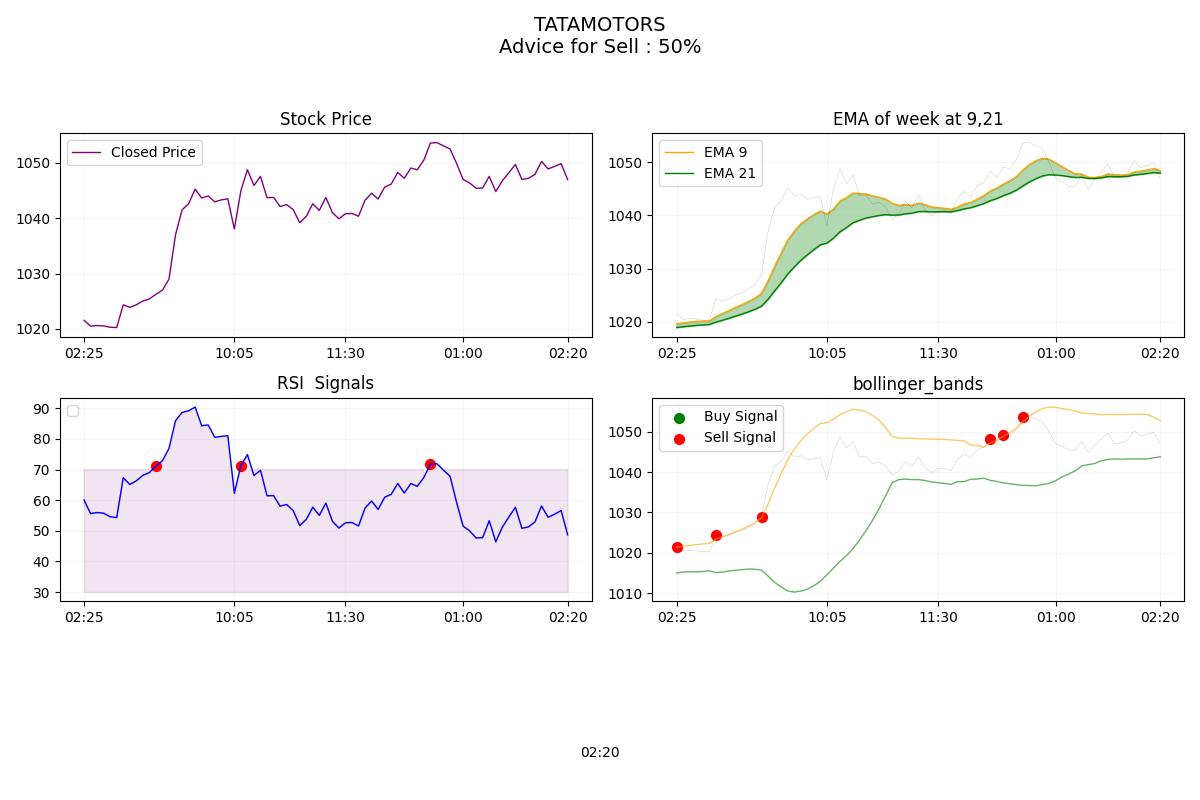 TATAMOTORS
Advice for Sell : 50%
Stock Price
Closed Price
1050
1040
1030
1020
02:25 10:05 11:30 01:00 02:20
EMA of week at 9,21
EMA 9
EMA 21
1050
1040
1030
1020
02:25 10:05 11:30 01:00 02:20
RSI  Signals
90
80
70
60
50
40
30
02:25 10:05 11:30 01:00 02:20
bollinger_bands
Buy Signal
Sell Signal
1050
1040
1030
1020
1010
02:25 10:05 11:30 01:00 02:20
02:20